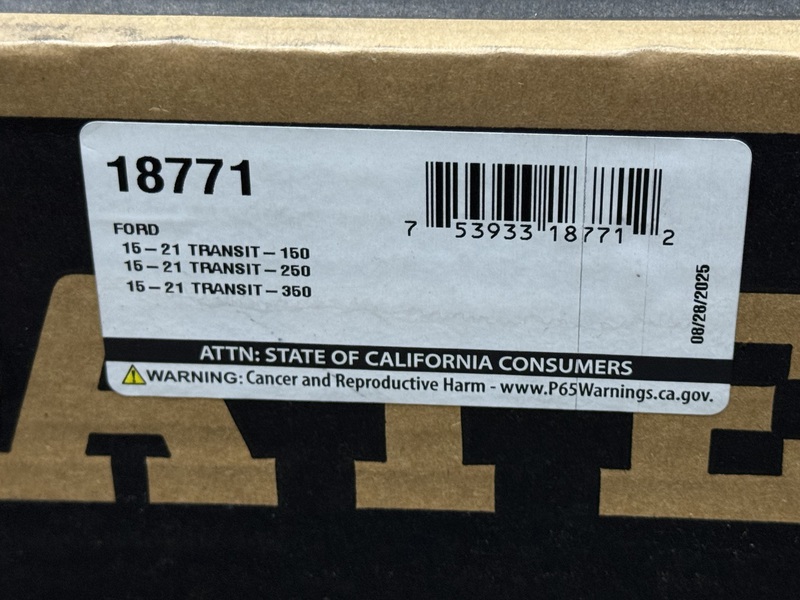 18771
FORD
15-21 TRANSIT-150
15-21 TRANSIT-250
15-21 TRANSIT-350
7 53933 18771 2
08/28/2025
ATTN: STATE OF CALIFORNIA CONSUMERS
WARNING: Cancer and Reproductive Harm - www.P65Warnings.ca.gov.